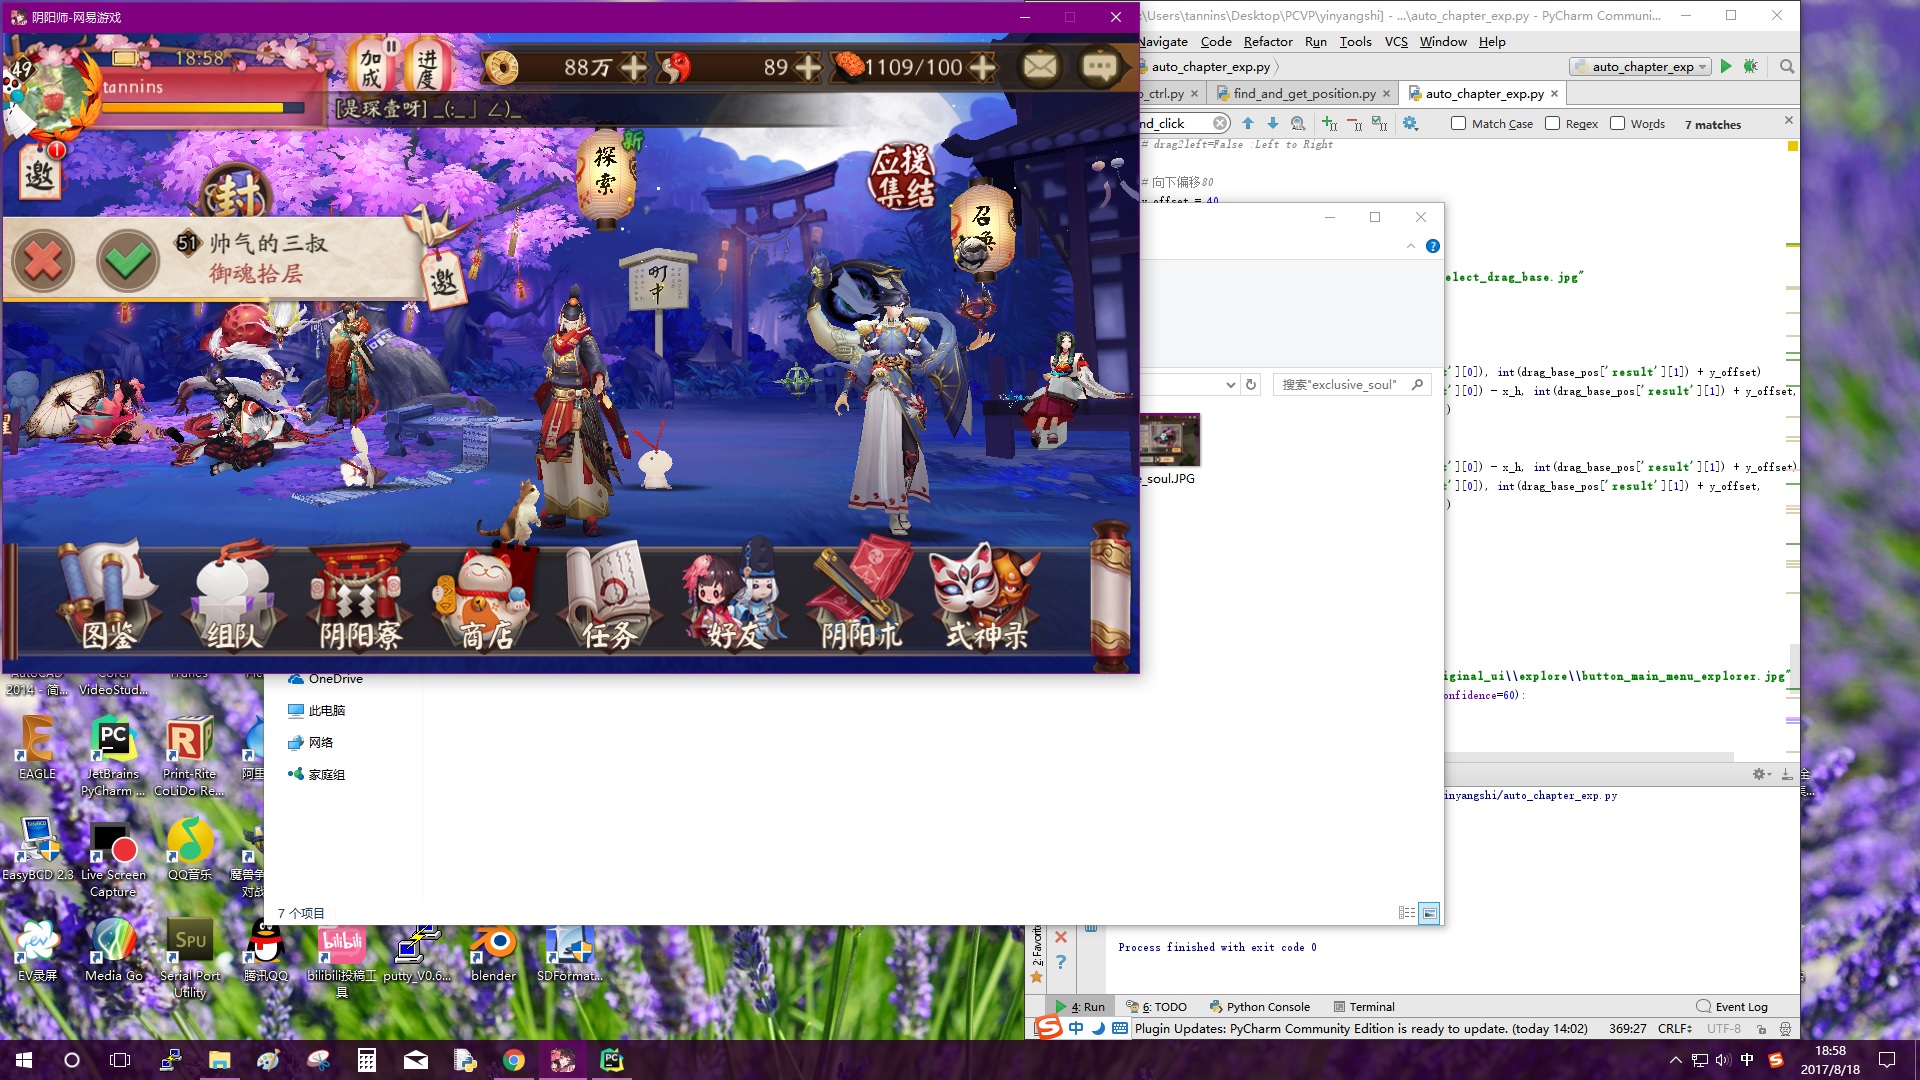 阴阳师-网易游戏
49
18:58
tannins
加成
进度
88万
89
1109/100
[是琛壹呀] _(:_」∠)_
邀
1
封
探索
新
应援集结
召唤
町中
51 帅气的三叔
御魂拾层
邀
图鉴
组队
阴阳寮
商店
任务
好友
阴阳术
式神录
:\Users\tannins\Desktop\PCVP\yinyangshi] - ...\auto_chapter_exp.py - PyCharm Communi...
Navigate Code Refactor Run Tools VCS Window Help
auto_chapter_exp.py
auto_chapter_exp
_ctrl.py
find_and_get_position.py
auto_chapter_exp.py
nd_click
Match Case
Regex
Words
7 matches
# drag2left=False :Left to Right
# 向下偏移80
y_offset = 40
elect_drag_base.jpg"
'][0]), int(drag_base_pos['result'][1]) + y_offset)
'][0]) - x_h, int(drag_base_pos['result'][1]) + y_offset,
)
'][0]) - x_h, int(drag_base_pos['result'][1]) + y_offset)
'][0]), int(drag_base_pos['result'][1]) + y_offset,
)
iginal_ui\\explore\\button_main_menu_explorer.jpg"
onfidence=60):
搜索"exclusive_soul"
e_soul.JPG
OneDrive
此电脑
网络
家庭组
7 个项目
inyangshi/auto_chapter_exp.py
Process finished with exit code 0
2: Favorit
4: Run
6: TODO
Python Console
Terminal
Event Log
中
Plugin Updates: PyCharm Community Edition is ready to update. (today 14:02)
369:27 CRLF UTF-8
2014 - 简...
VideoStud...
EAGLE
JetBrains PyCharm ...
Print-Rite CoLiDo Re...
阿里
EasyBCD 2.3
Live Screen Capture
QQ音乐
魔兽争
对战
EV录屏
Media Go
Serial Port Utility
腾讯QQ
bilibili投稿工具
putty_V0.6...
blender
SDFormat...
中
18:58
2017/8/18